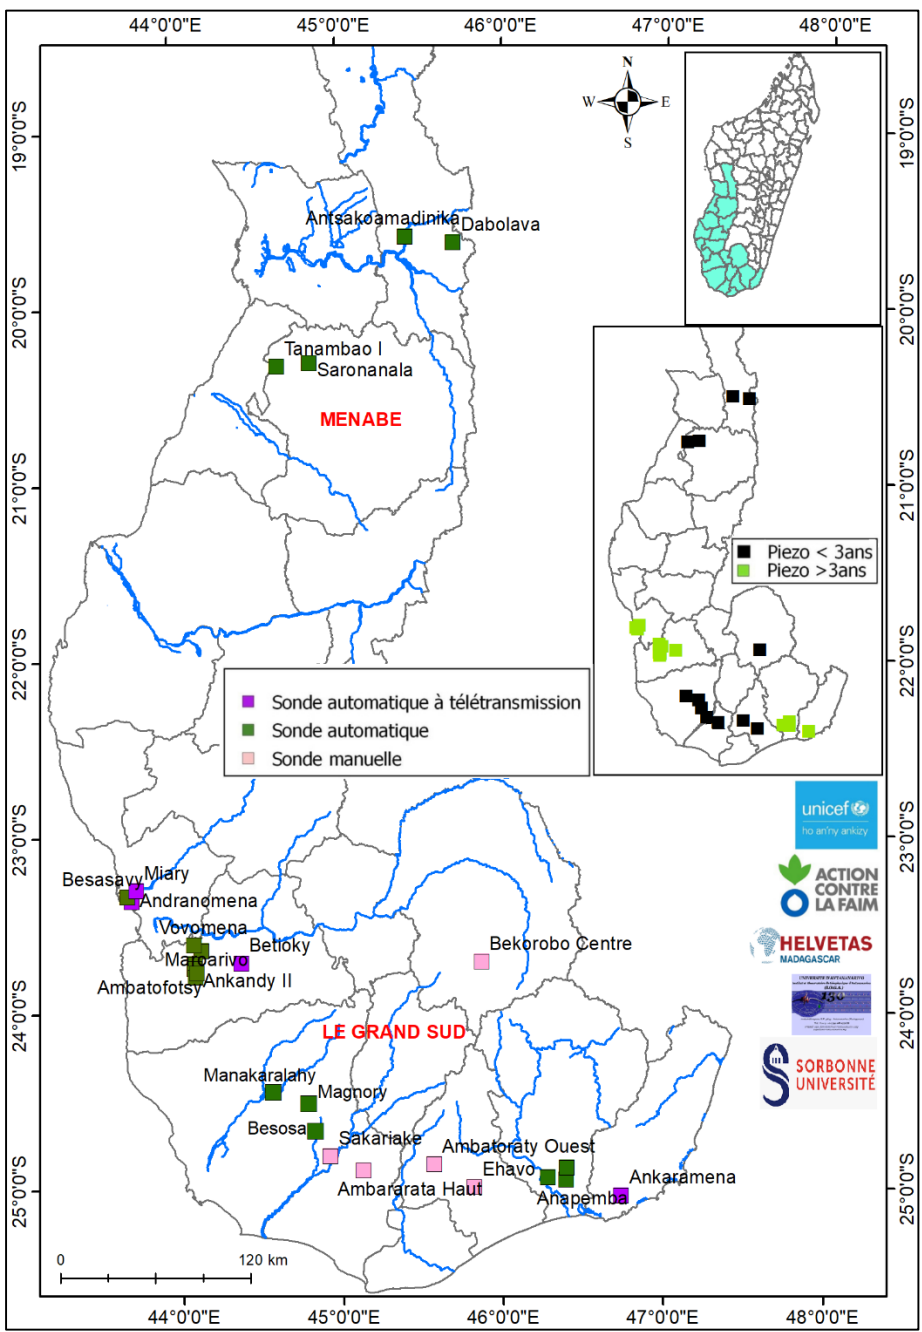 44°0'0"E 45°0'0"E 46°0'0"E 47°0'0"E 48°0'0"E
N
W E
S
19°0'0"S 19°0'0"S
Antsakoamadinika
Dabolava
20°0'0"S 20°0'0"S
Tanambao I
Saronanala
MENABE
21°0'0"S 21°0'0"S
Piezo < 3ans
Piezo >3ans
22°0'0"S 22°0'0"S
Sonde automatique à télétransmission
Sonde automatique
Sonde manuelle
unicef
ho an'ny ankizy
23°0'0"S 23°0'0"S
Besasavy Miary
Andranomena
ACTION
CONTRE
LA FAIM
Vovomena
Betioky
Bekorobo Centre
HELVETAS
MADAGASCAR
Maroarivo
Ambatofotsy Ankandy II
150
24°0'0"S 24°0'0"S
LE GRAND SUD
SORBONNE
UNIVERSITÉ
Manakaralahy
Magnory
Besosa
Sakariake
Ambatoraty Ouest
Ehavo
Ankaramena
Ambararata Haut
Anapemba
25°0'0"S 25°0'0"S
0 120 km
44°0'0"E 45°0'0"E 46°0'0"E 47°0'0"E 48°0'0"E